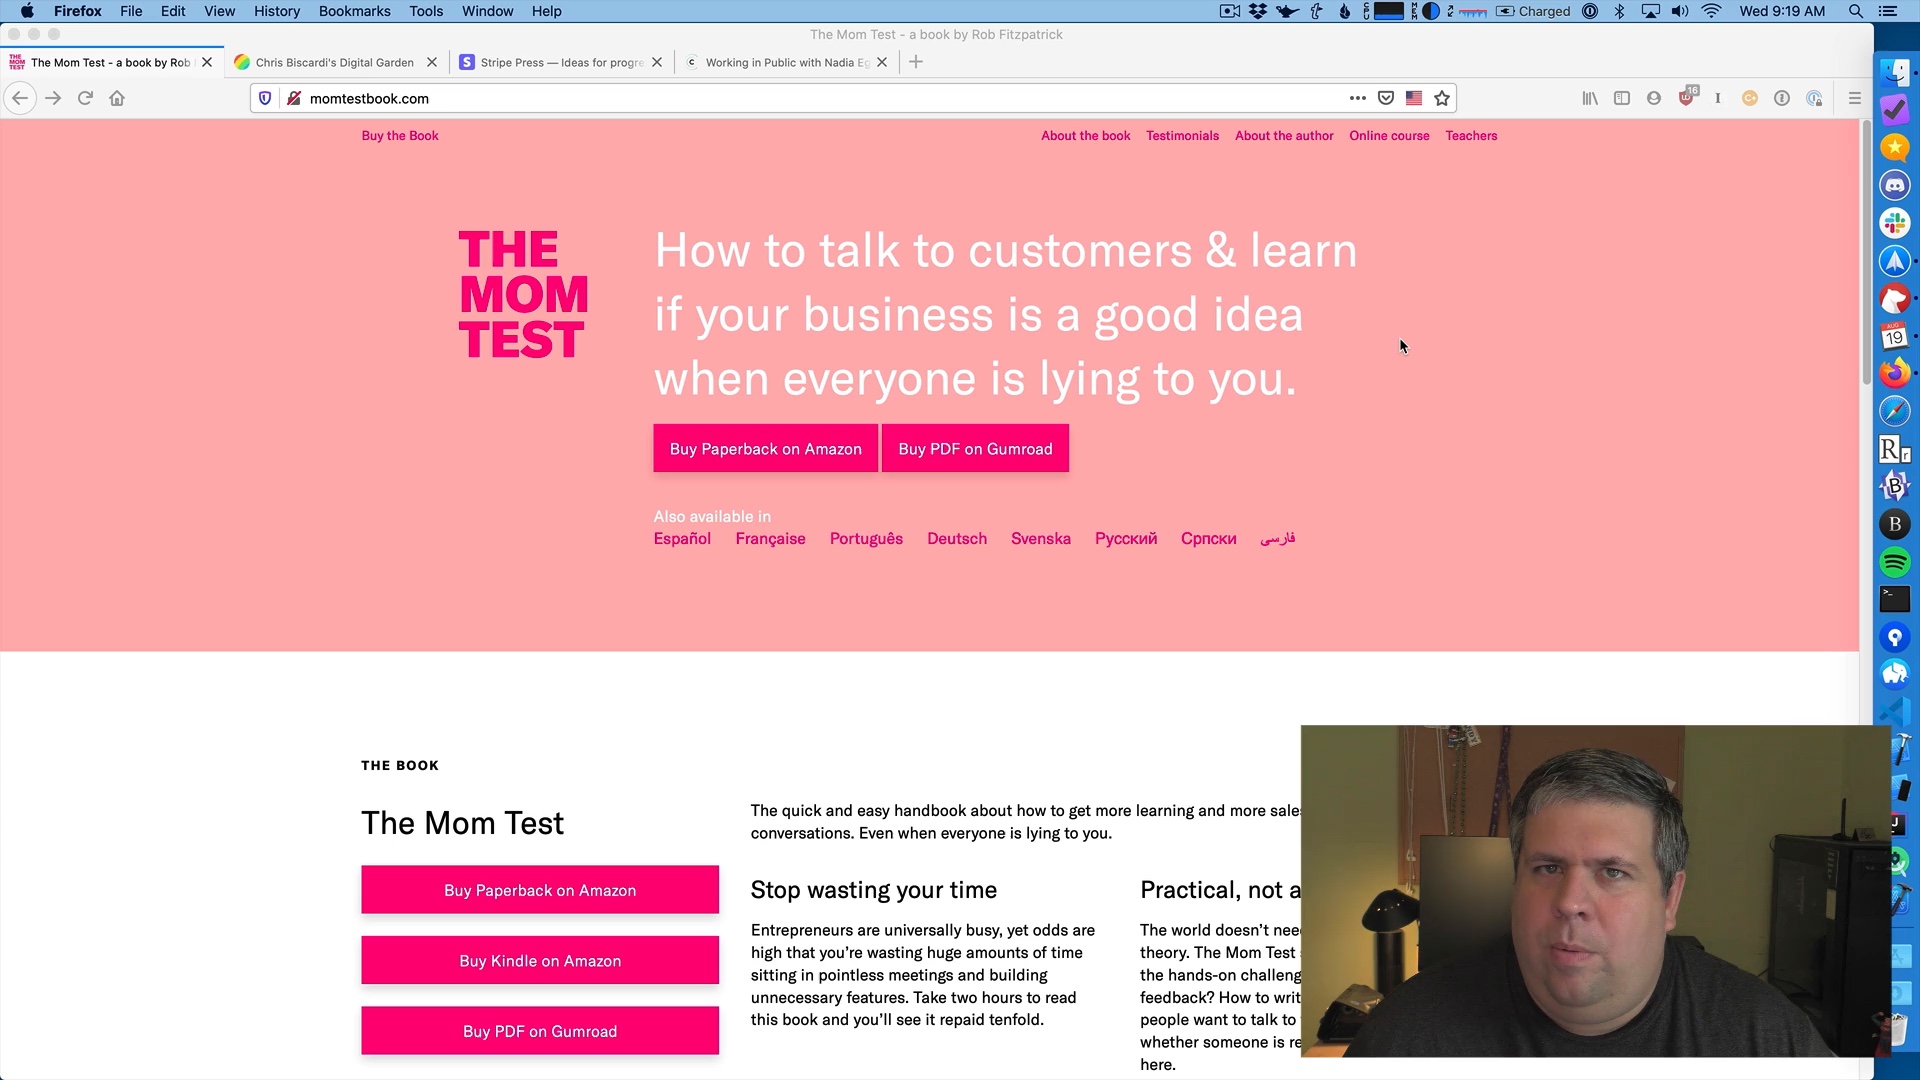 Firefox File Edit View History Bookmarks Tools Window Help
Charged Wed 9:19 AM
The Mom Test - a book by Rob Fitzpatrick
The Mom Test - a book by Rob
Chris Biscardi's Digital Garden
Stripe Press — Ideas for progre
Working in Public with Nadia Eg
momtestbook.com
16
Buy the Book
About the book Testimonials About the author Online course Teachers
THE
MOM
TEST
How to talk to customers & learn
if your business is a good idea
when everyone is lying to you.
Buy Paperback on Amazon
Buy PDF on Gumroad
Also available in
Español Française Português Deutsch Svenska Русский Српски فارسی
AUG
19
THE BOOK
The Mom Test
Buy Paperback on Amazon
Buy Kindle on Amazon
Buy PDF on Gumroad
The quick and easy handbook about how to get more learning and more sales
conversations. Even when everyone is lying to you.
Stop wasting your time
Entrepreneurs are universally busy, yet odds are
high that you're wasting huge amounts of time
sitting in pointless meetings and building
unnecessary features. Take two hours to read
this book and you'll see it repaid tenfold.
Practical, not a
The world doesn't nee
theory. The Mom Test
the hands-on challeng
feedback? How to writ
people want to talk to
whether someone is re
here.